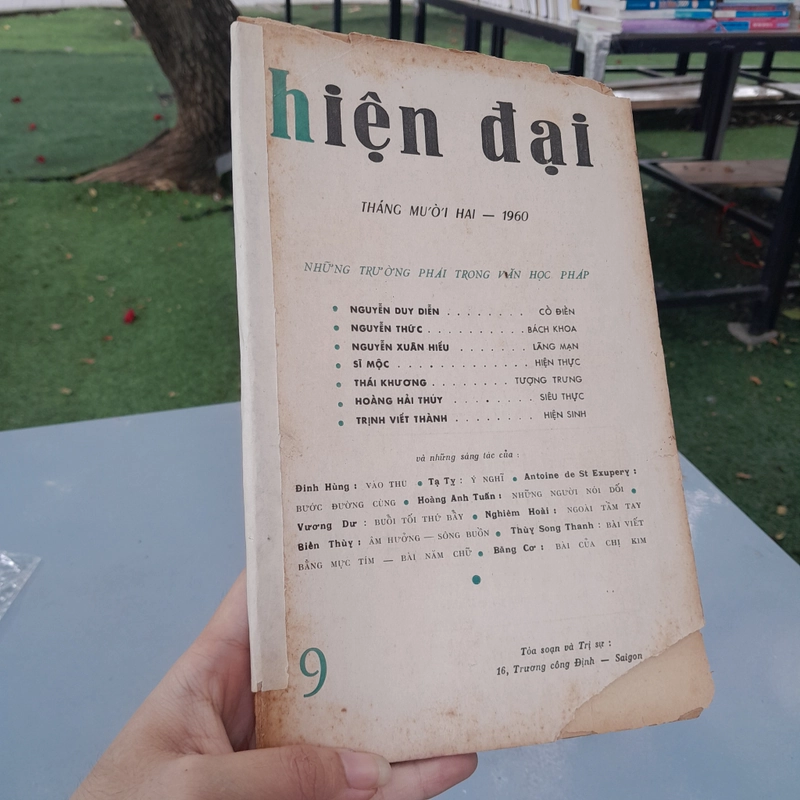 hiện đại
THÁNG MƯỜI HAI — 1960
NHỮNG TRƯỜNG PHÁI TRONG VĂN HỌC PHÁP
• NGUYỄN DUY DIỄN . . . . . . . . CỔ ĐIỂN
• NGUYỄN THỨC . . . . . . . . . . BÁCH KHOA
• NGUYỄN XUÂN HIẾU . . . . . . . LÃNG MẠN
• SĨ MỘC . . . . . . . . . . . . . HIỆN THỰC
• THÁI KHƯƠNG . . . . . . . . TƯỢNG TRƯNG
• HOÀNG HẢI THỦY . . . . . . . SIÊU THỰC
• TRỊNH VIẾT THÀNH . . . . . . . HIỆN SINH
và những sáng tác của :
Đinh Hùng : VÀO THU • Tạ Tỵ : Ý NGHĨ • Antoine de St Exupery :
BƯỚC ĐƯỜNG CÙNG • Hoàng Anh Tuấn : NHỮNG NGƯỜI NÓI DỐI •
Vương Dư : BUỔI TỐI THỨ BẦY • Nghiêm Hoài : NGOÀI TẦM TAY
Biên Thùy : ÂM HƯỞNG — SÔNG BUỒN • Thùy Song Thanh : BÀI VIẾT
BẰNG MỰC TÍM — BÀI NĂM CHỮ • Băng Cơ : BÀI CỦA CHỊ KIM
9
Tòa soạn và Trị sự :
16, Trương công Định — Saigon